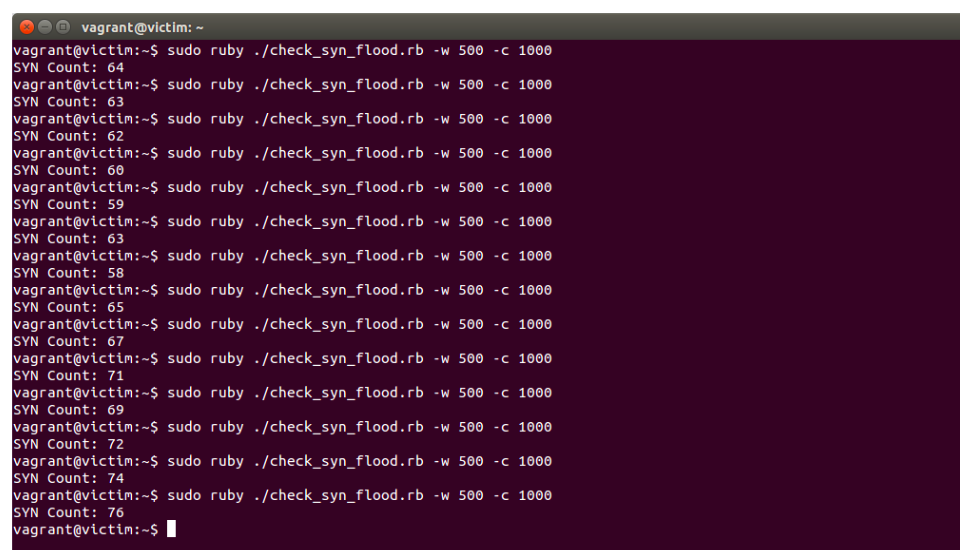 vagrant@victim: ~
vagrant@victim:~$ sudo ruby ./check_syn_flood.rb -w 500 -c 1000
SYN Count: 64
vagrant@victim:~$ sudo ruby ./check_syn_flood.rb -w 500 -c 1000
SYN Count: 63
vagrant@victim:~$ sudo ruby ./check_syn_flood.rb -w 500 -c 1000
SYN Count: 62
vagrant@victim:~$ sudo ruby ./check_syn_flood.rb -w 500 -c 1000
SYN Count: 60
vagrant@victim:~$ sudo ruby ./check_syn_flood.rb -w 500 -c 1000
SYN Count: 59
vagrant@victim:~$ sudo ruby ./check_syn_flood.rb -w 500 -c 1000
SYN Count: 63
vagrant@victim:~$ sudo ruby ./check_syn_flood.rb -w 500 -c 1000
SYN Count: 58
vagrant@victim:~$ sudo ruby ./check_syn_flood.rb -w 500 -c 1000
SYN Count: 65
vagrant@victim:~$ sudo ruby ./check_syn_flood.rb -w 500 -c 1000
SYN Count: 67
vagrant@victim:~$ sudo ruby ./check_syn_flood.rb -w 500 -c 1000
SYN Count: 71
vagrant@victim:~$ sudo ruby ./check_syn_flood.rb -w 500 -c 1000
SYN Count: 69
vagrant@victim:~$ sudo ruby ./check_syn_flood.rb -w 500 -c 1000
SYN Count: 72
vagrant@victim:~$ sudo ruby ./check_syn_flood.rb -w 500 -c 1000
SYN Count: 74
vagrant@victim:~$ sudo ruby ./check_syn_flood.rb -w 500 -c 1000
SYN Count: 76
vagrant@victim:~$